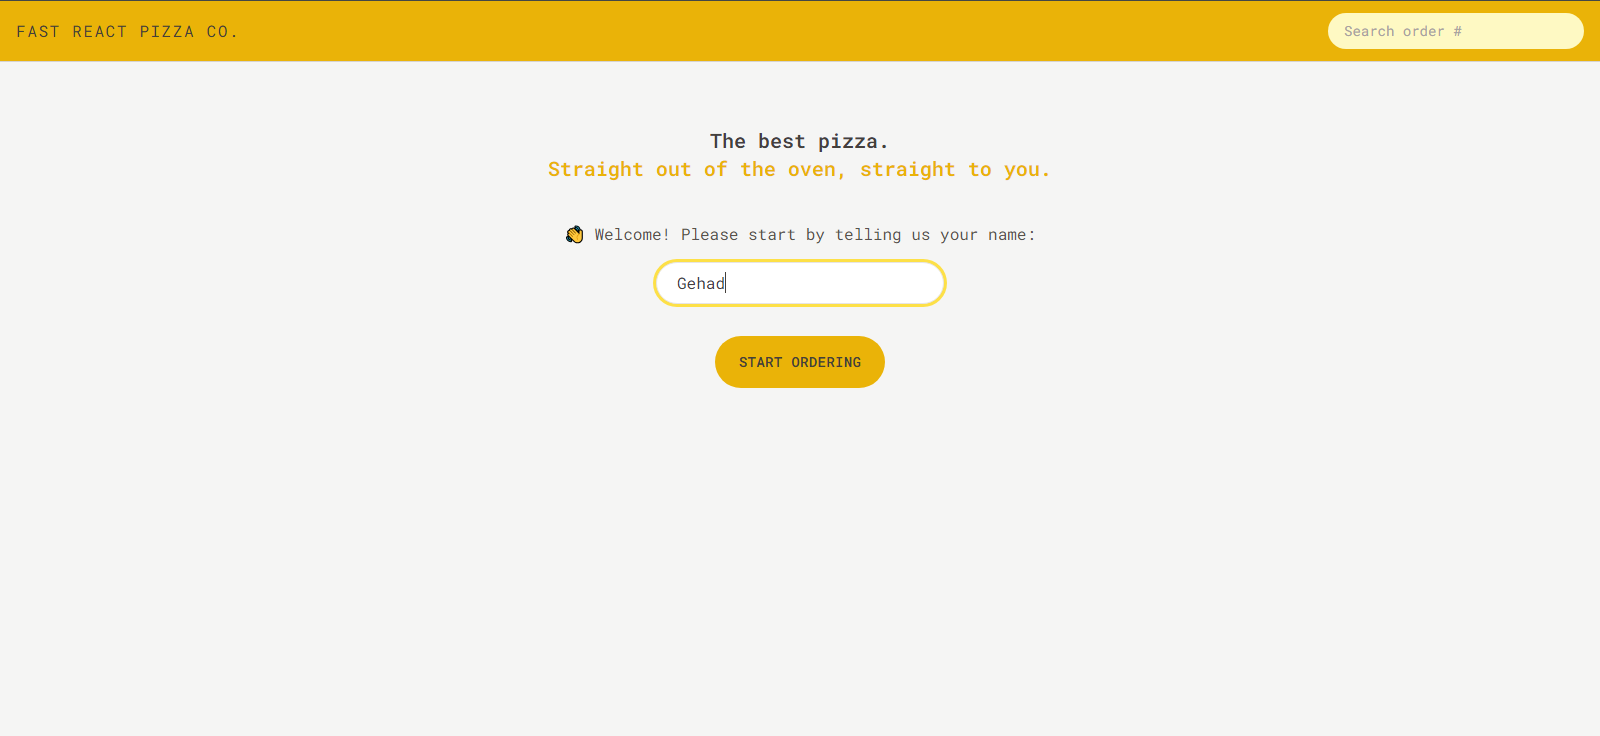 FAST REACT PIZZA CO.
Search order #
The best pizza.
Straight out of the oven, straight to you.
👋 Welcome! Please start by telling us your name:
Gehad
START ORDERING